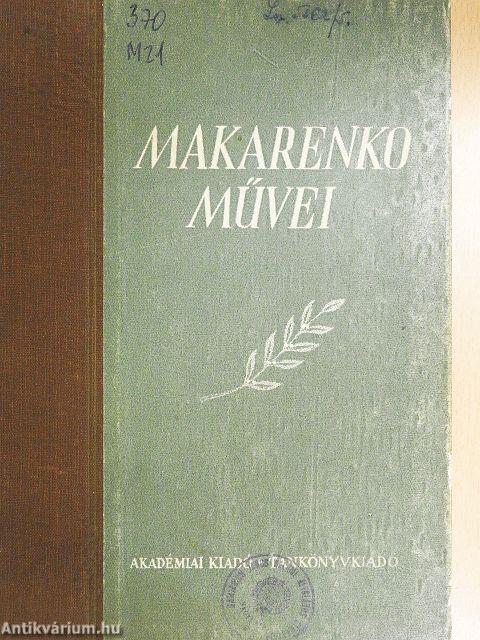 370
M21
MAKARENKO
MŰVEI
AKADÉMIAI KIADÓ • TANKÖNYVKIADÓ
Antikvárium.hu